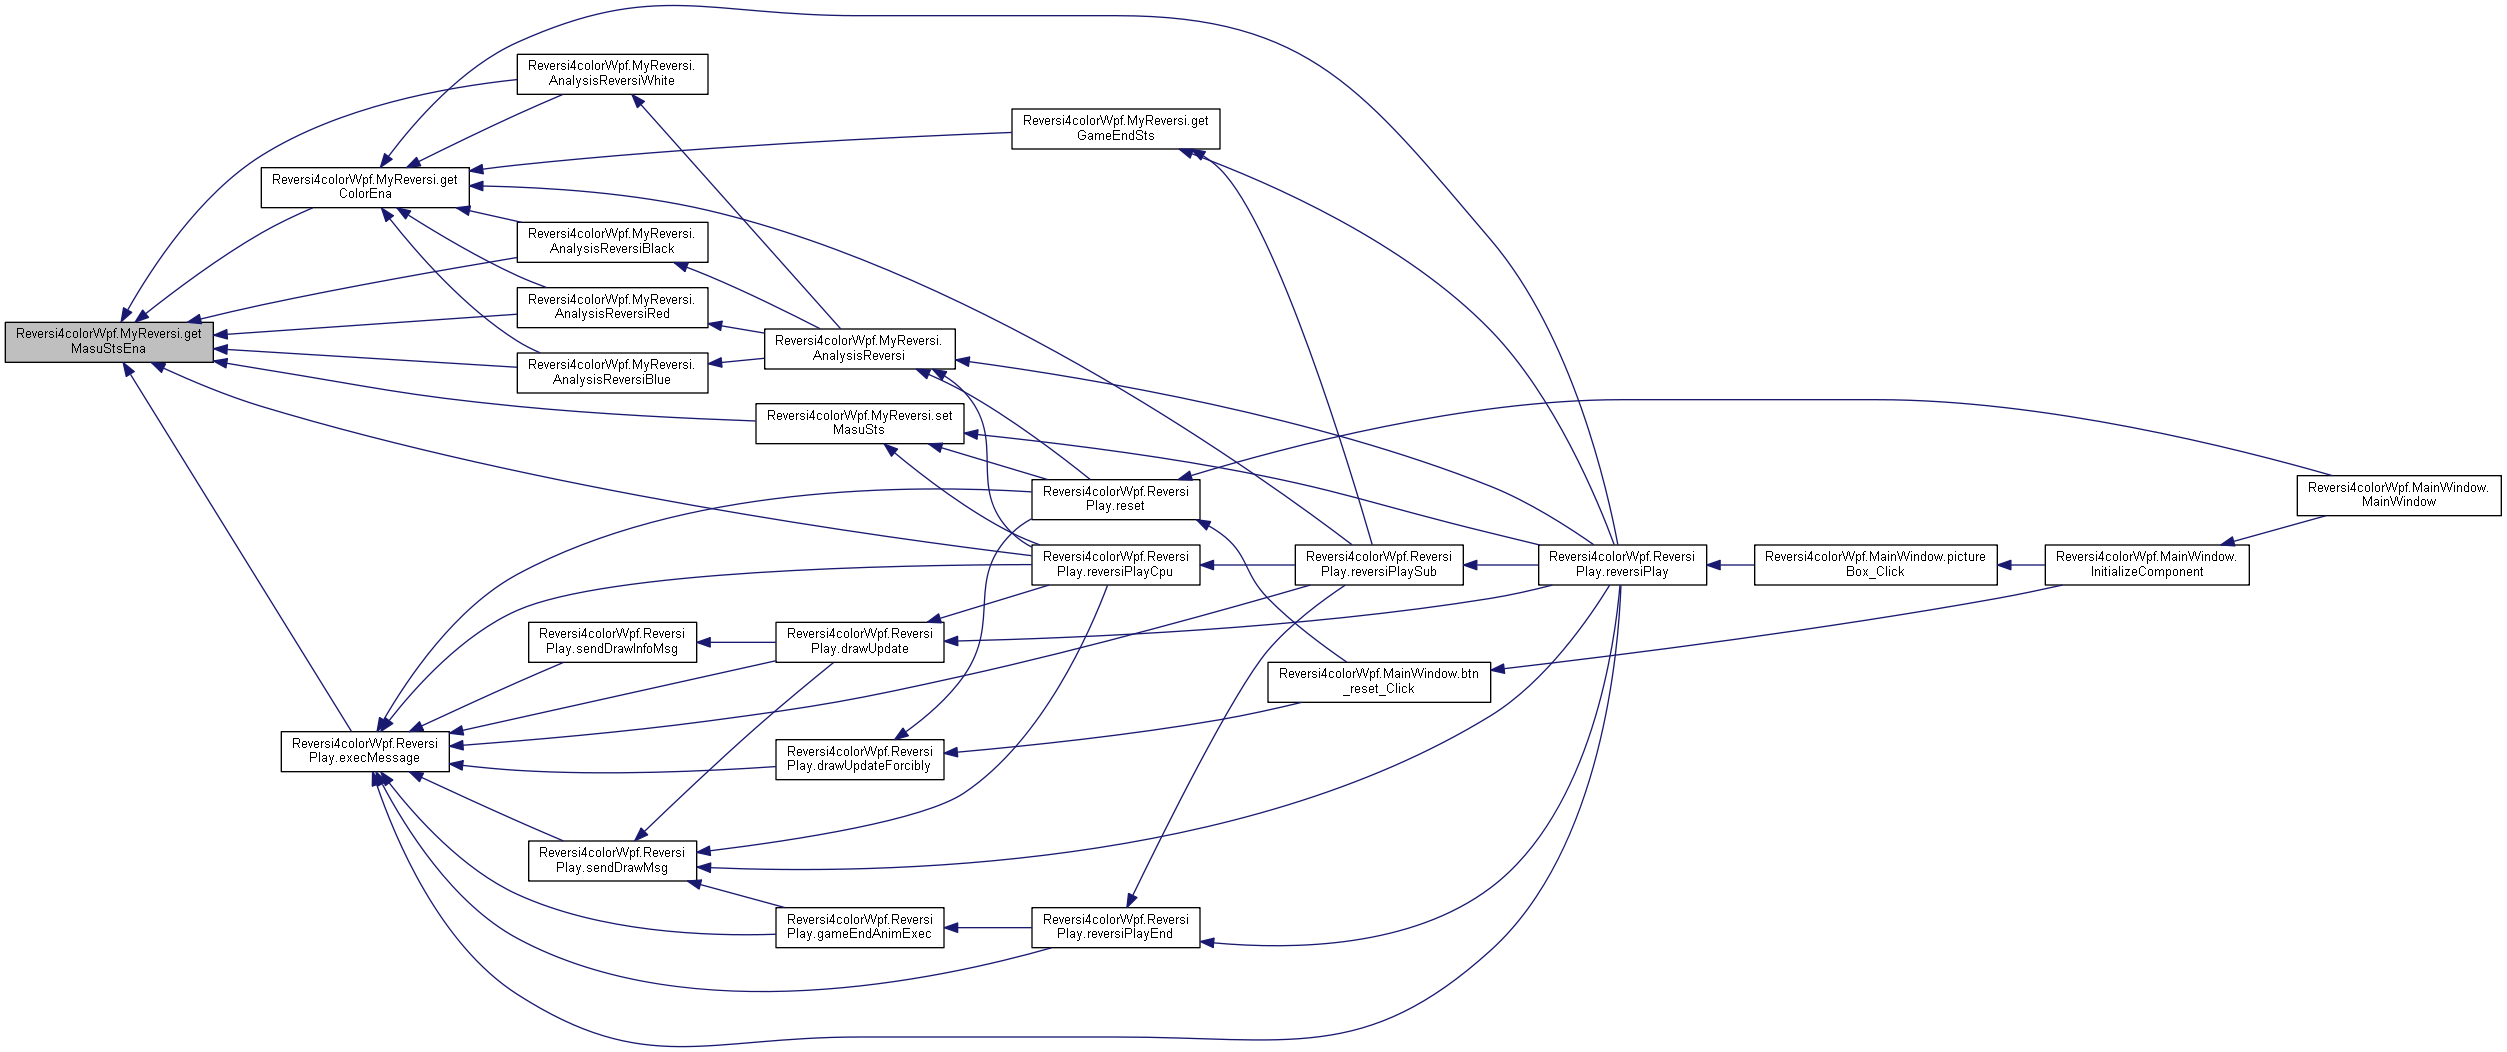 Reversi4colorWpf.MyReversi.
AnalysisReversiWhite
Reversi4colorWpf.MyReversi.get
GameEndSts
Reversi4colorWpf.MyReversi.get
ColorEna
Reversi4colorWpf.MyReversi.
AnalysisReversiBlack
Reversi4colorWpf.MyReversi.
AnalysisReversiRed
Reversi4colorWpf.MyReversi.get
MasuStsEna
Reversi4colorWpf.MyReversi.
AnalysisReversi
Reversi4colorWpf.MyReversi.
AnalysisReversiBlue
Reversi4colorWpf.MyReversi.set
MasuSts
Reversi4colorWpf.Reversi
Play.reset
Reversi4colorWpf.MainWindow.
MainWindow
Reversi4colorWpf.Reversi
Play.reversiPlayCpu
Reversi4colorWpf.Reversi
Play.reversiPlaySub
Reversi4colorWpf.Reversi
Play.reversiPlay
Reversi4colorWpf.MainWindow.picture
Box_Click
Reversi4colorWpf.MainWindow.
InitializeComponent
Reversi4colorWpf.Reversi
Play.sendDrawInfoMsg
Reversi4colorWpf.Reversi
Play.drawUpdate
Reversi4colorWpf.MainWindow.btn
_reset_Click
Reversi4colorWpf.Reversi
Play.execMessage
Reversi4colorWpf.Reversi
Play.drawUpdateForcibly
Reversi4colorWpf.Reversi
Play.sendDrawMsg
Reversi4colorWpf.Reversi
Play.gameEndAnimExec
Reversi4colorWpf.Reversi
Play.reversiPlayEnd